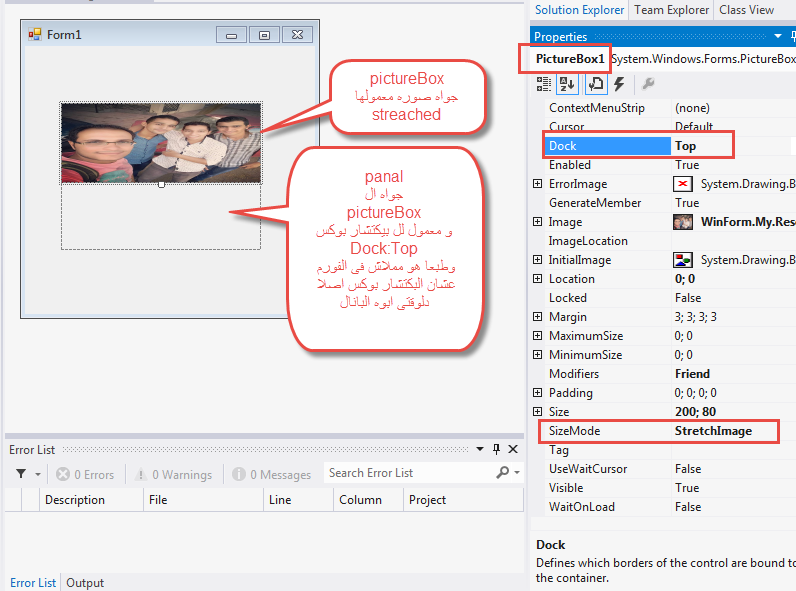 Solution Explorer
Team Explorer
Class View
Properties
PictureBox1 System.Windows.Forms.PictureBox
Form1
pictureBox
جواه صوره معمولها
streached
panal
جواه ال
pictureBox
و معمول لل بيكتشار بوكس
Dock:Top
وطبعا هو مملاش فى الفورم
عشان البكتشار بوكس اصلا
دلوقتى ابوه البانال
ContextMenuStrip (none)
Cursor Default
Dock Top
Enabled True
ErrorImage System.Drawing.B
GenerateMember True
Image WinForm.My.Res
ImageLocation
InitialImage System.Drawing.B
Location 0; 0
Locked False
Margin 3; 3; 3; 3
MaximumSize 0; 0
MinimumSize 0; 0
Modifiers Friend
Padding 0; 0; 0; 0
Size 200; 80
SizeMode StretchImage
Tag
UseWaitCursor False
Visible True
WaitOnLoad False
Dock
Defines which borders of the control are bound to
the container.
Error List
0 Errors
0 Warnings
0 Messages
Search Error List
Description
File
Line
Column
Project
Error List
Output